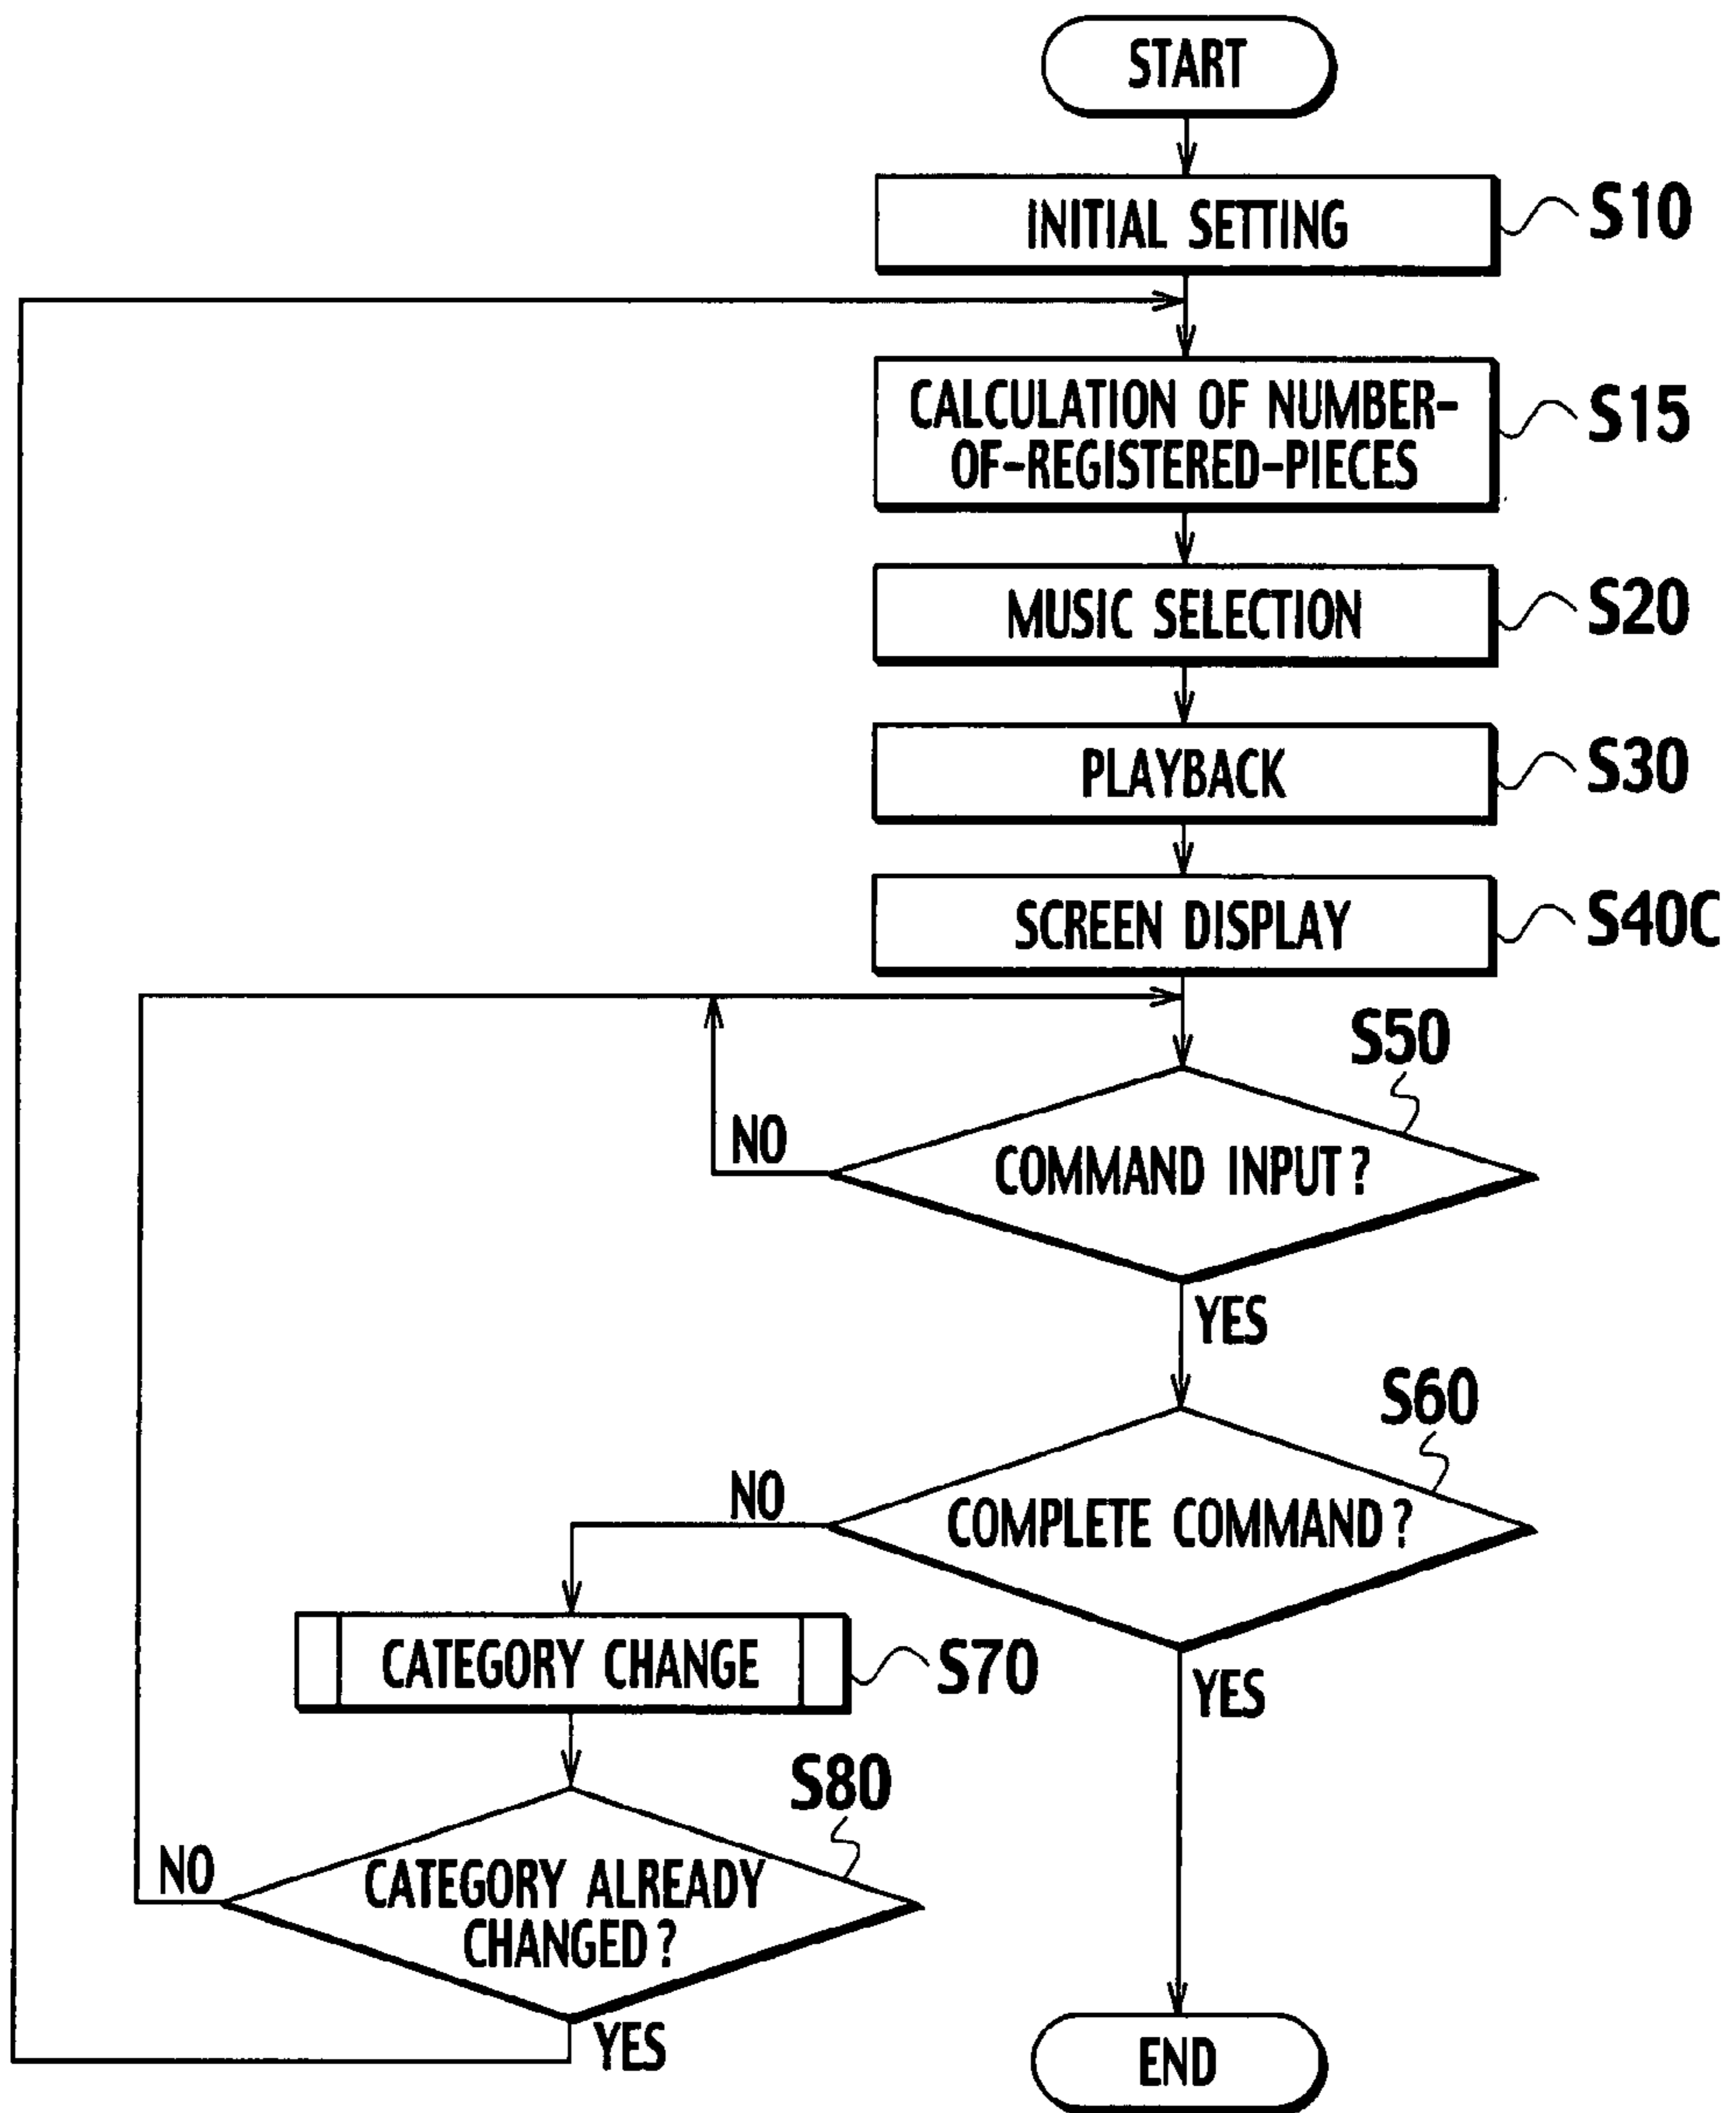 START
INITIAL SETTING
S10
CALCULATION OF NUMBER-
OF-REGISTERED-PIECES
S15
MUSIC SELECTION
S20
PLAYBACK
S30
SCREEN DISPLAY
S40C
S50
COMMAND INPUT?
NO
YES
S60
COMPLETE COMMAND?
NO
YES
CATEGORY CHANGE
S70
S80
CATEGORY ALREADY
CHANGED?
NO
YES
END